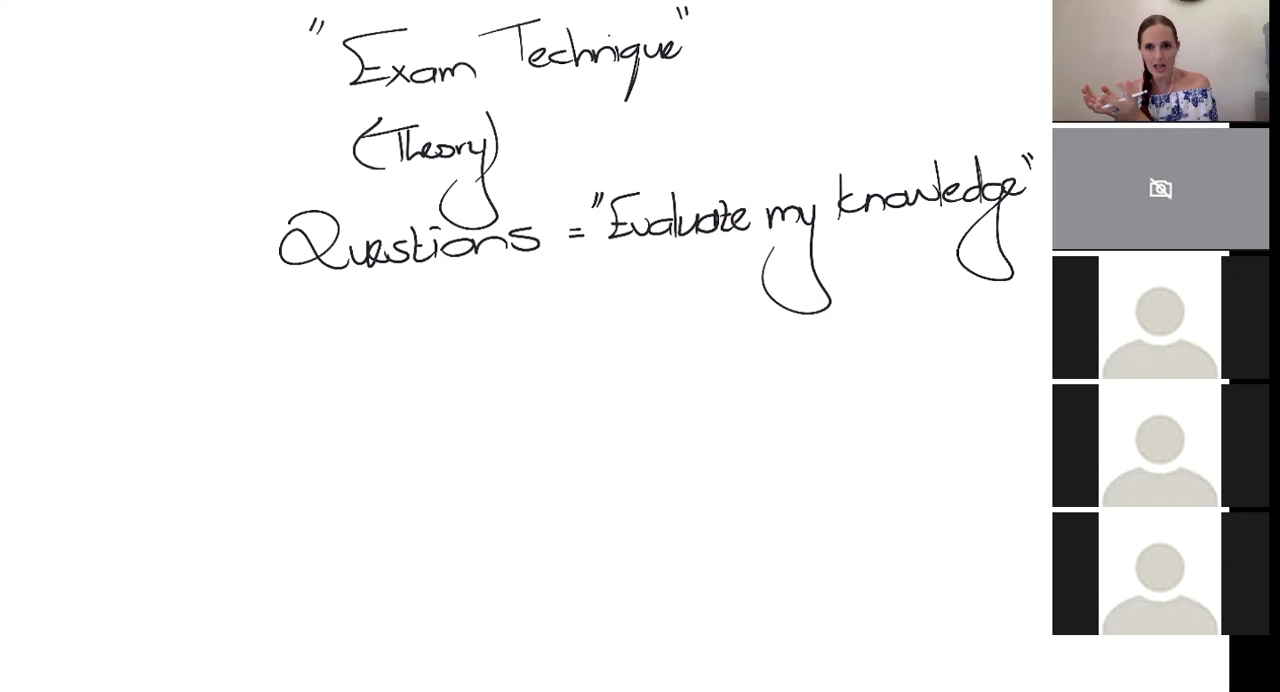 "Exam Technique"
(Theory)
Questions = "Evaluate my knowledge"